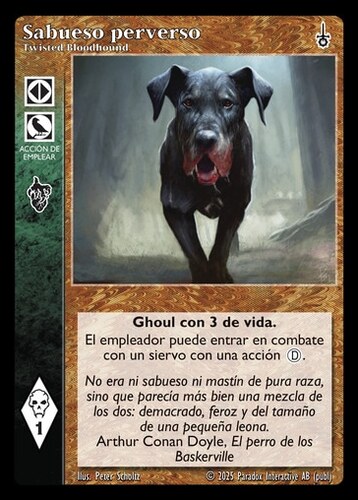 Sabueso perverso
Twisted Bloodhound
ACCIÓN DE
EMPLEAR
1
Ghoul con 3 de vida.
El empleador puede entrar en combate
con un siervo con una acción Ⓓ.
No era ni sabueso ni mastín de pura raza,
sino que parecía más bien una mezcla de
los dos: demacrado, feroz y del tamaño
de una pequeña leona.
Arthur Conan Doyle, El perro de los
Baskerville
Ilus. Peter Scholtz
© 2025 Paradox Interactive AB (publ)